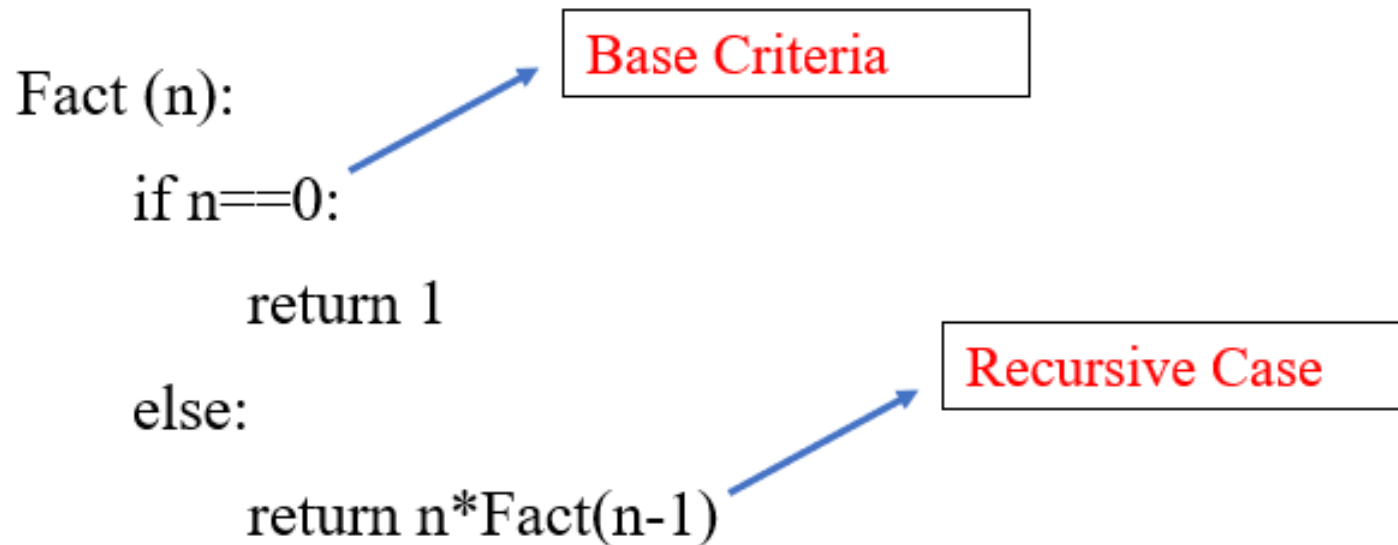 Base Criteria
Fact (n):
if n==0:
return 1
Recursive Case
else:
return n*Fact(n-1)